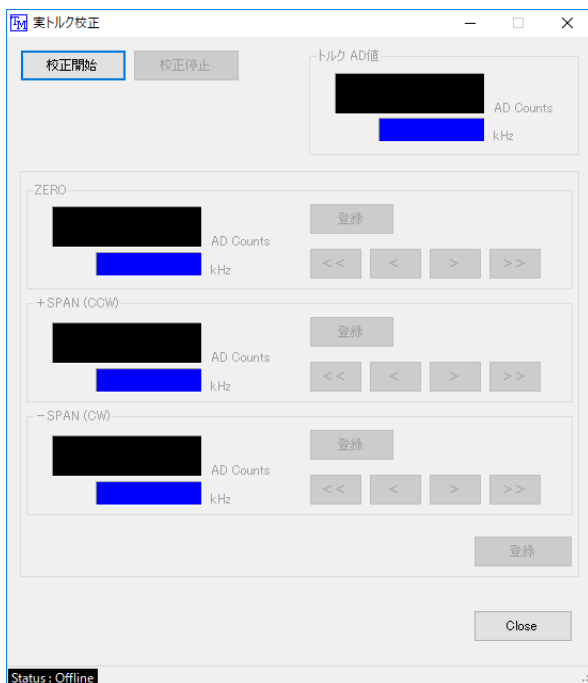 TM 実トルク校正
校正開始 校正停止
トルク AD値
AD Counts
kHz
ZERO
登録
AD Counts
kHz
<< < > >>
+SPAN (CCW)
登録
AD Counts
kHz
<< < > >>
-SPAN (CW)
登録
AD Counts
kHz
<< < > >>
登録
Close
Status : Offline